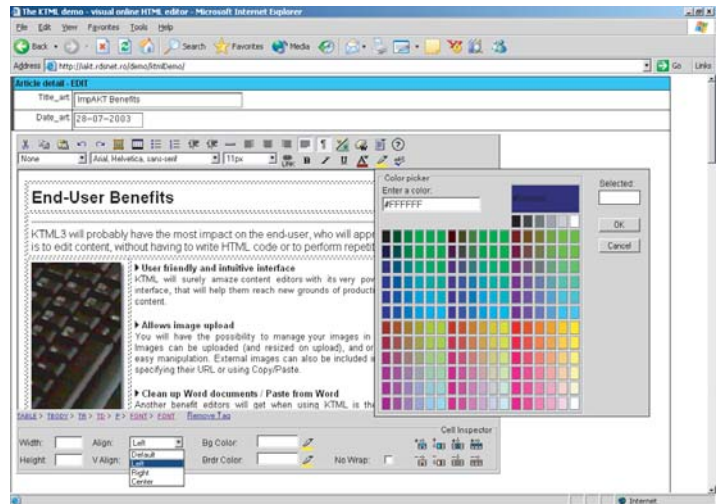 The KTML demo - visual online HTML editor - Microsoft Internet Explorer
File Edit View Favorites Tools Help
Back Search Favorites Media
Address http://iakt.rdsnet.ro/demo/ktmlDemo/ Go Links
Article detail - EDIT
Title_art ImpAKT Benefits
Date_art 28-07-2003
None Arial, Helvetica, sans-serif 11px B I U
Color picker
Enter a color:
#FFFFFF
Selected:
OK
Cancel
End-User Benefits
KTML3 will probably have the most impact on the end-user, who will appr
is to edit content, without having to write HTML code or to perform repetit
User friendly and intuitive interface
KTML will surely amaze content editors with its very pow
interface, that will help them reach new grounds of producti
content.
Allows image upload
You will have the possibility to manage your images in
Images can be uploaded (and resized on upload), and or
easy manipulation. External images can also be included i
specifying their URL or using Copy/Paste.
Clean up Word documents / Paste from Word
Another benefit editors will get when using KTML is the
TABLE > TBODY > TR > TD > P > FONT > FONT Remove Tag
Cell Inspector
Width: Align: Left Bg Color:
Height: V Align: Brdr Color: No Wrap:
Default
Left
Right
Center
Internet